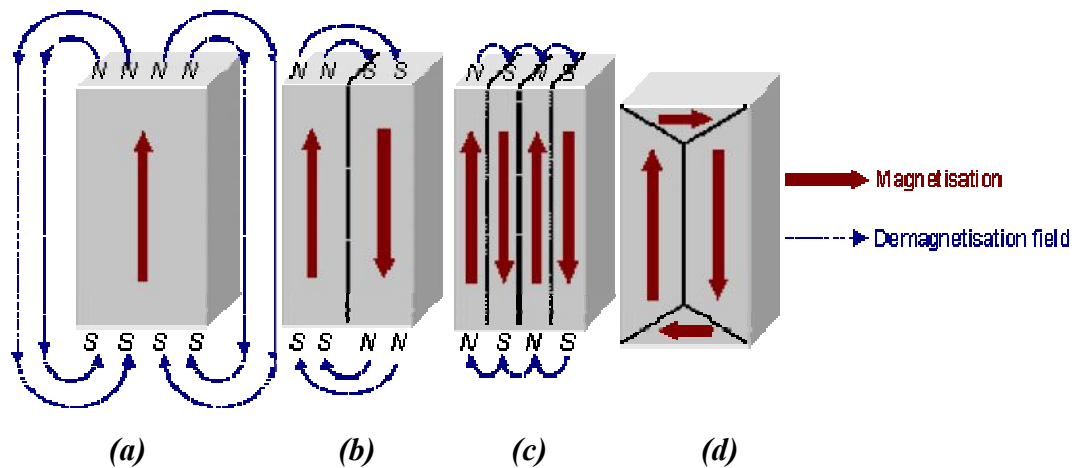 N N N N
N N S S
N S N S
Magnetisation
Demagnetisation field
S S S S
S S N N
N S N S
(a)
(b)
(c)
(d)